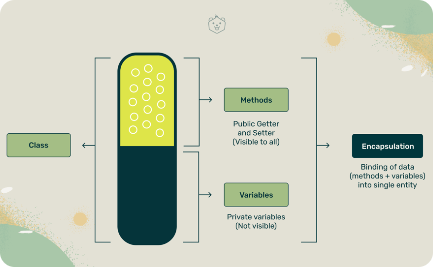 Class
Methods
Public Getter
and Setter
(Visible to all)
Variables
Private variables
(Not visible)
Encapsulation
Binding of data
(methods + variables)
into single entity